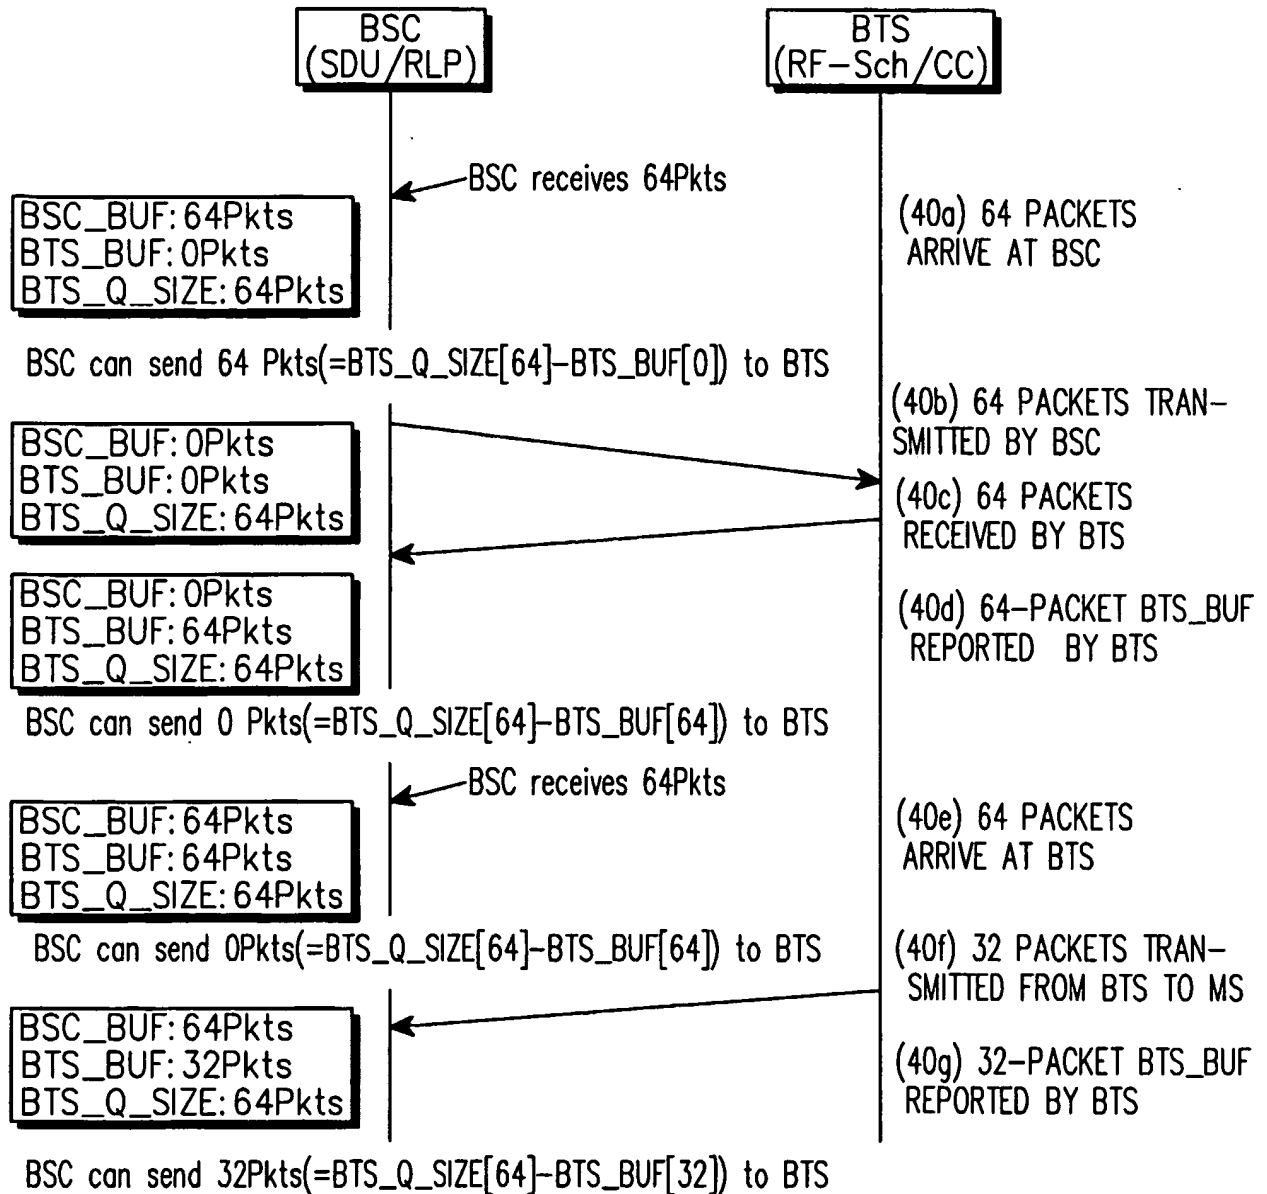 BSC
(SDU/RLP)
BTS
(RF-Sch/CC)
BSC receives 64Pkts
BSC_BUF:64Pkts
BTS_BUF:0Pkts
BTS_Q_SIZE:64Pkts
(40a) 64 PACKETS
ARRIVE AT BSC
BSC can send 64 Pkts(=BTS_Q_SIZE[64]-BTS_BUF[0]) to BTS
(40b) 64 PACKETS TRAN-
SMITTED BY BSC
BSC_BUF:0Pkts
BTS_BUF:0Pkts
BTS_Q_SIZE:64Pkts
(40c) 64 PACKETS
RECEIVED BY BTS
BSC_BUF:0Pkts
BTS_BUF:64Pkts
BTS_Q_SIZE:64Pkts
(40d) 64-PACKET BTS_BUF
REPORTED BY BTS
BSC can send 0 Pkts(=BTS_Q_SIZE[64]-BTS_BUF[64]) to BTS
BSC receives 64Pkts
BSC_BUF:64Pkts
BTS_BUF:64Pkts
BTS_Q_SIZE:64Pkts
(40e) 64 PACKETS
ARRIVE AT BTS
BSC can send 0Pkts(=BTS_Q_SIZE[64]-BTS_BUF[64]) to BTS
(40f) 32 PACKETS TRAN-
SMITTED FROM BTS TO MS
BSC_BUF:64Pkts
BTS_BUF:32Pkts
BTS_Q_SIZE:64Pkts
(40g) 32-PACKET BTS_BUF
REPORTED BY BTS
BSC can send 32Pkts(=BTS_Q_SIZE[64]-BTS_BUF[32]) to BTS